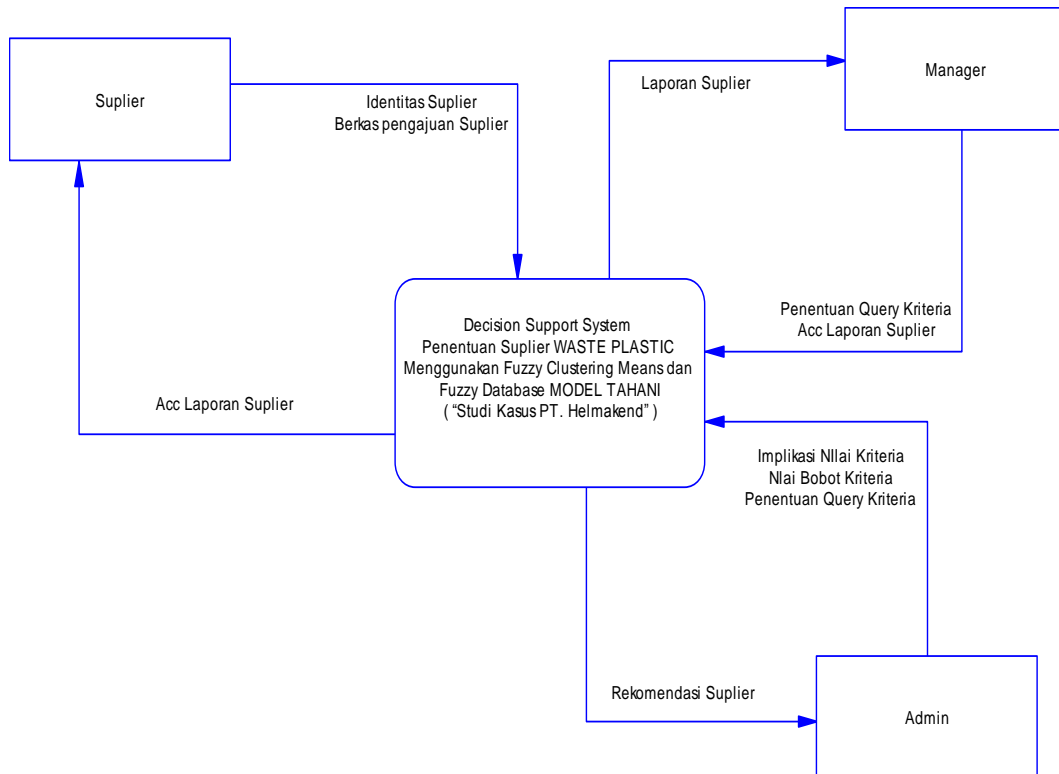 Suplier
Identitas Suplier
Berkas pengajuan Suplier
Laporan Suplier
Manager
Decision Support System
Penentuan Suplier WASTE PLASTIC
Menggunakan Fuzzy Clustering Means dan
Fuzzy Database MODEL TAHANI
( “Studi Kasus PT. Helmakend” )
Penentuan Query Kriteria
Acc Laporan Suplier
Acc Laporan Suplier
Implikasi NIlai Kriteria
Nlai Bobot Kriteria
Penentuan Query Kriteria
Rekomendasi Suplier
Admin